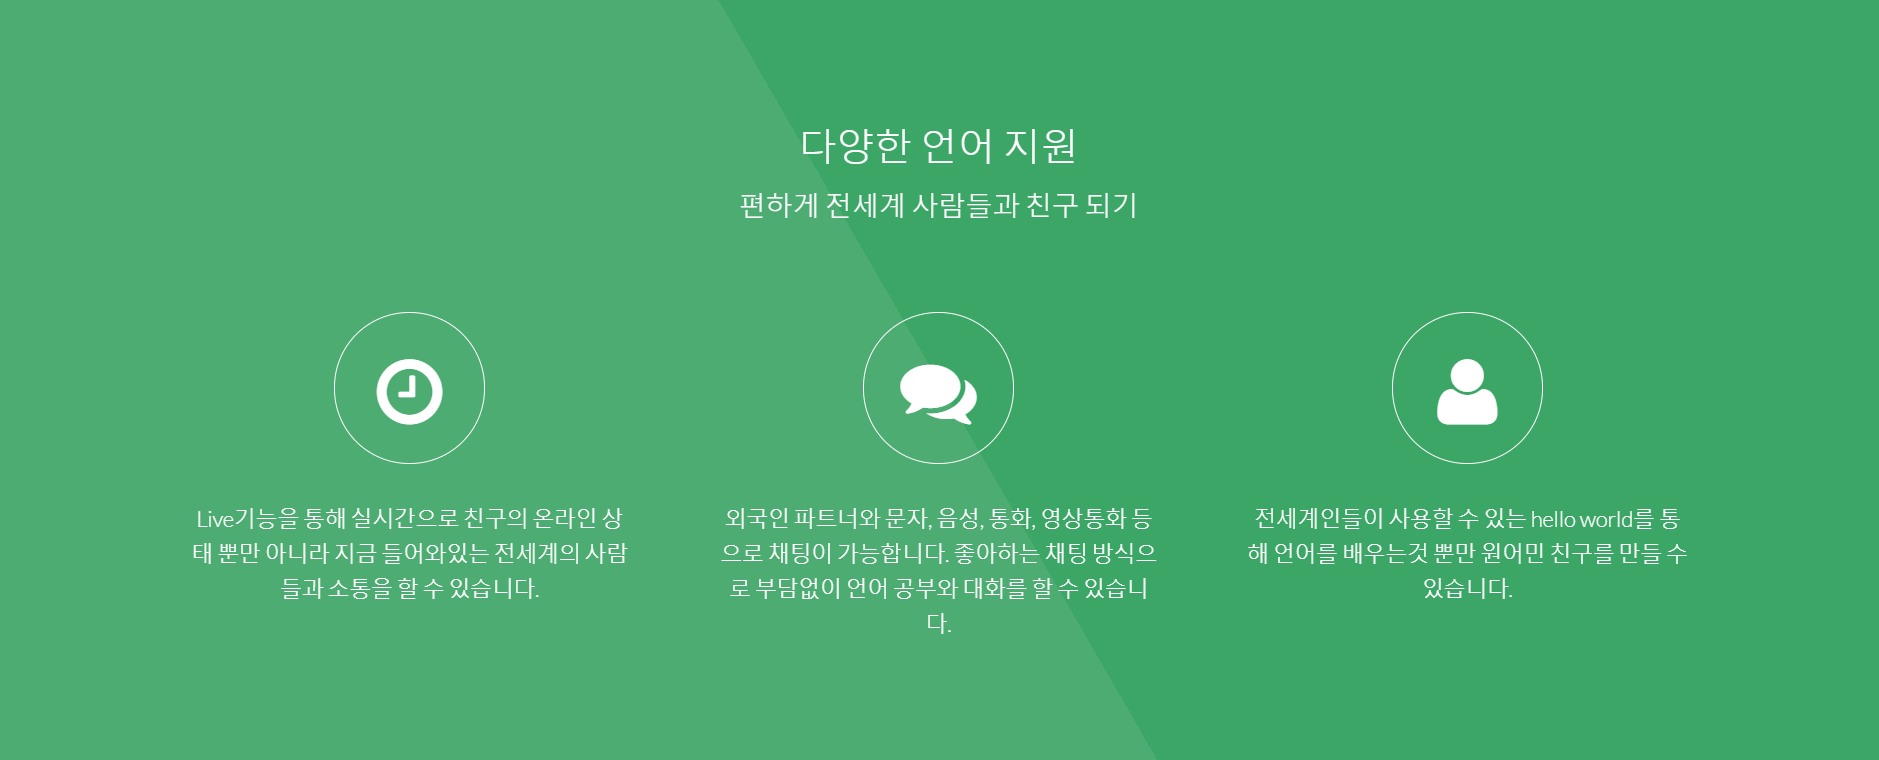 다양한 언어 지원
편하게 전세계 사람들과 친구 되기
Live기능을 통해 실시간으로 친구의 온라인 상
태 뿐만 아니라 지금 들어와있는 전세계의 사람
들과 소통을 할 수 있습니다.
외국인 파트너와 문자, 음성, 통화, 영상통화 등
으로 채팅이 가능합니다. 좋아하는 채팅 방식으
로 부담없이 언어 공부와 대화를 할 수 있습니
다.
전세계인들이 사용할 수 있는 hello world를 통
해 언어를 배우는것 뿐만 원어민 친구를 만들 수
있습니다.